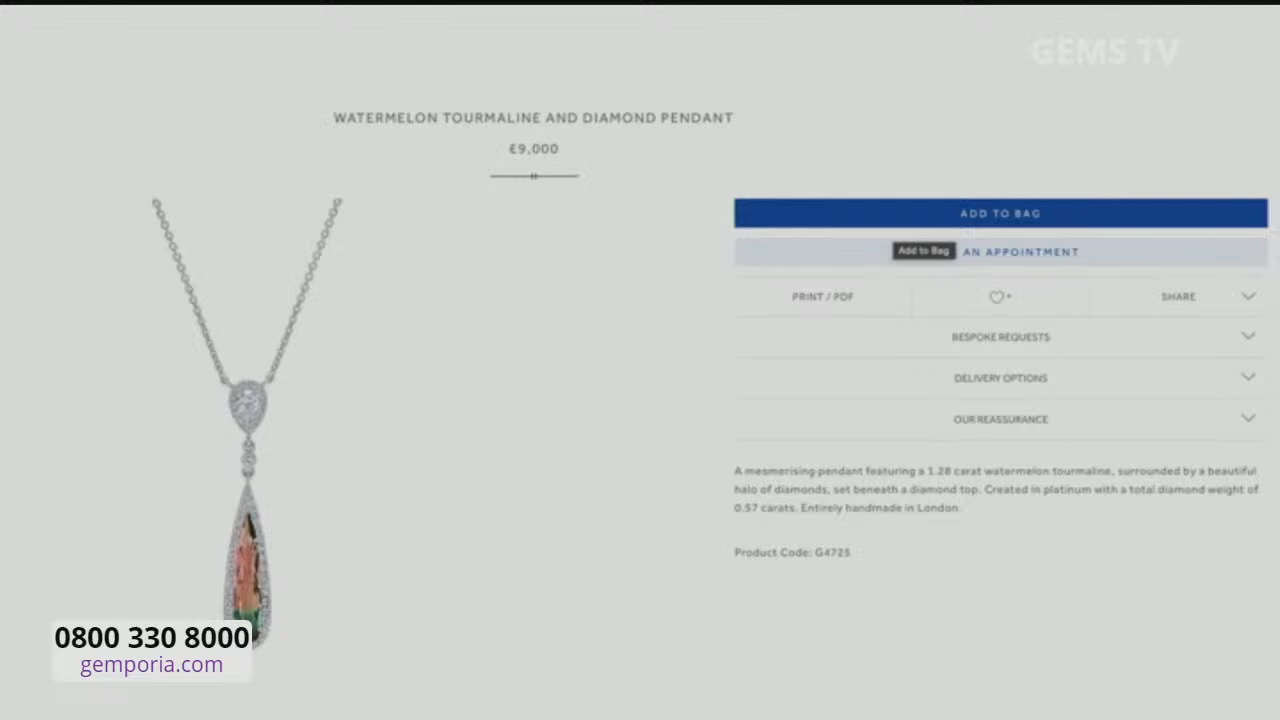 GEMS TV
WATERMELON TOURMALINE AND DIAMOND PENDANT
£9,000
ADD TO BAG
Add to Bag AN APPOINTMENT
PRINT / PDF
SHARE
BESPOKE REQUESTS
DELIVERY OPTIONS
OUR REASSURANCE
A mesmerising pendant featuring a 1.28 carat watermelon tourmaline, surrounded by a beautiful
halo of diamonds, set beneath a diamond top. Created in platinum with a total diamond weight of
0.57 carats. Entirely handmade in London.
Product Code: G4725
0800 330 8000
gemporia.com